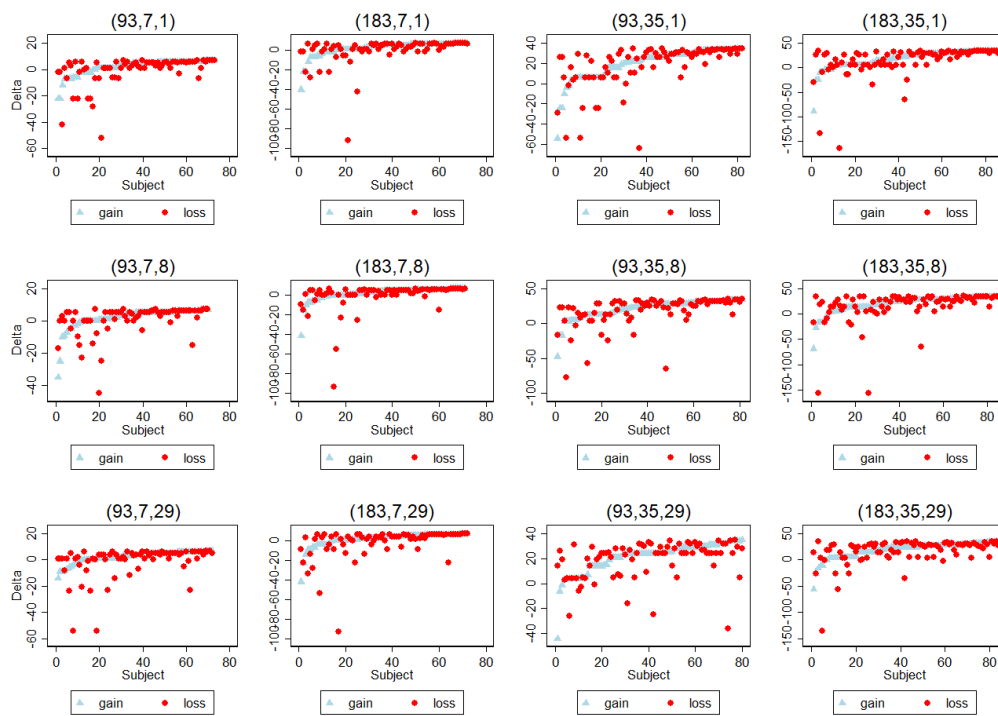 (93,7,1) (183,7,1) (93,35,1) (183,35,1)
Delta
-60 -40 -20 0 20
-100 -80 -60 -40 -20 0
-60 -40 -20 0 20 40
-150 -100 -50 0 50
0 20 40 60 80 0 20 40 60 80 0 20 40 60 80 0 20 40 60 80
Subject Subject Subject Subject
gain loss gain loss gain loss gain loss
(93,7,8) (183,7,8) (93,35,8) (183,35,8)
Delta
-40 -20 0 20
-100 -80 -60 -40 -20 0
-100 -50 0 50
-150 -100 -50 0 50
0 20 40 60 80 0 20 40 60 80 0 20 40 60 80 0 20 40 60 80
Subject Subject Subject Subject
gain loss gain loss gain loss gain loss
(93,7,29) (183,7,29) (93,35,29) (183,35,29)
Delta
-60 -40 -20 0 20
-100 -80 -60 -40 -20 0
-40 -20 0 20 40
-150 -100 -50 0 50
0 20 40 60 80 0 20 40 60 80 0 20 40 60 80 0 20 40 60 80
Subject Subject Subject Subject
gain loss gain loss gain loss gain loss